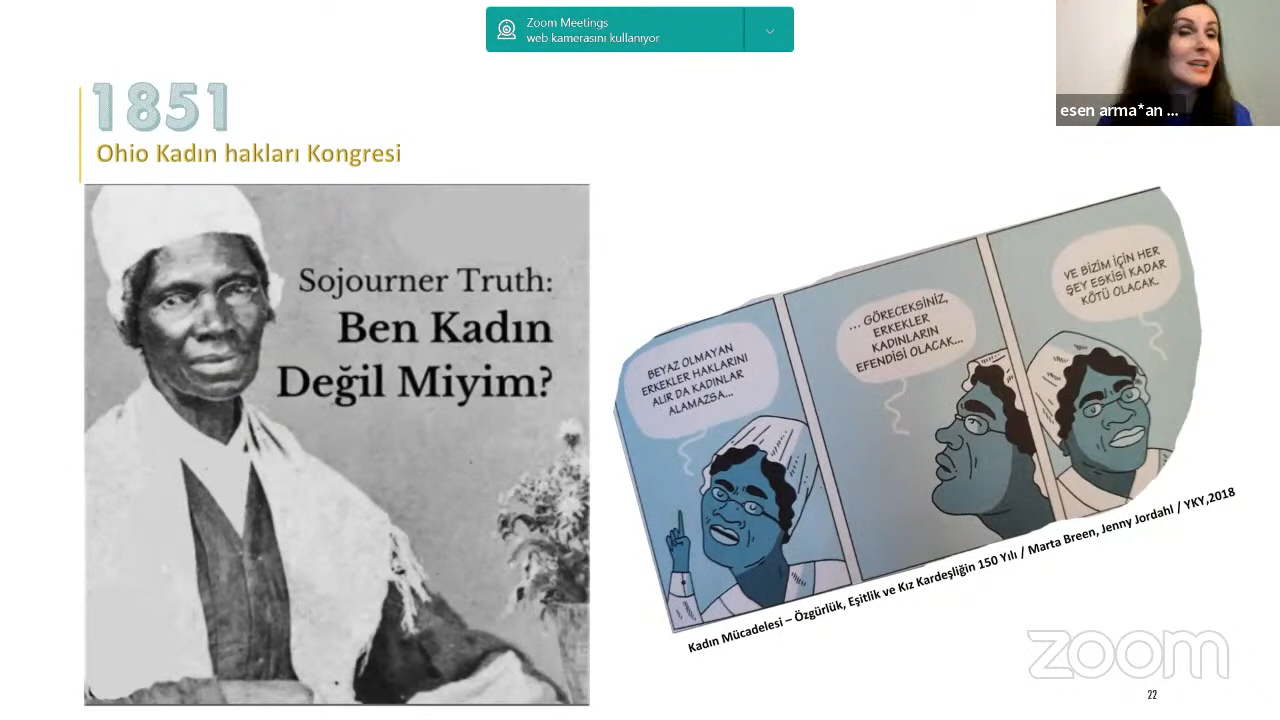 Zoom Meetings
web kamerasını kullanıyor
esen arma*an ...
1851
Ohio Kadın hakları Kongresi
Sojourner Truth:
Ben Kadın
Değil Miyim?
BEYAZ OLMAYAN
ERKEKLER HAKLARINI
ALIR DA KADINLAR
ALAMAZSA...
... GÖRECEKSİNİZ,
ERKEKLER
KADINLARIN
EFENDİSİ OLACAK...
VE BİZİM İÇİN HER
ŞEY ESKİSİ KADAR
KÖTÜ OLACAK.
Kadın Mücadelesi – Özgürlük, Eşitlik ve Kız Kardeşliğin 150 Yılı / Marta Breen, Jenny Jordahl / YKY,2018
zoom
22